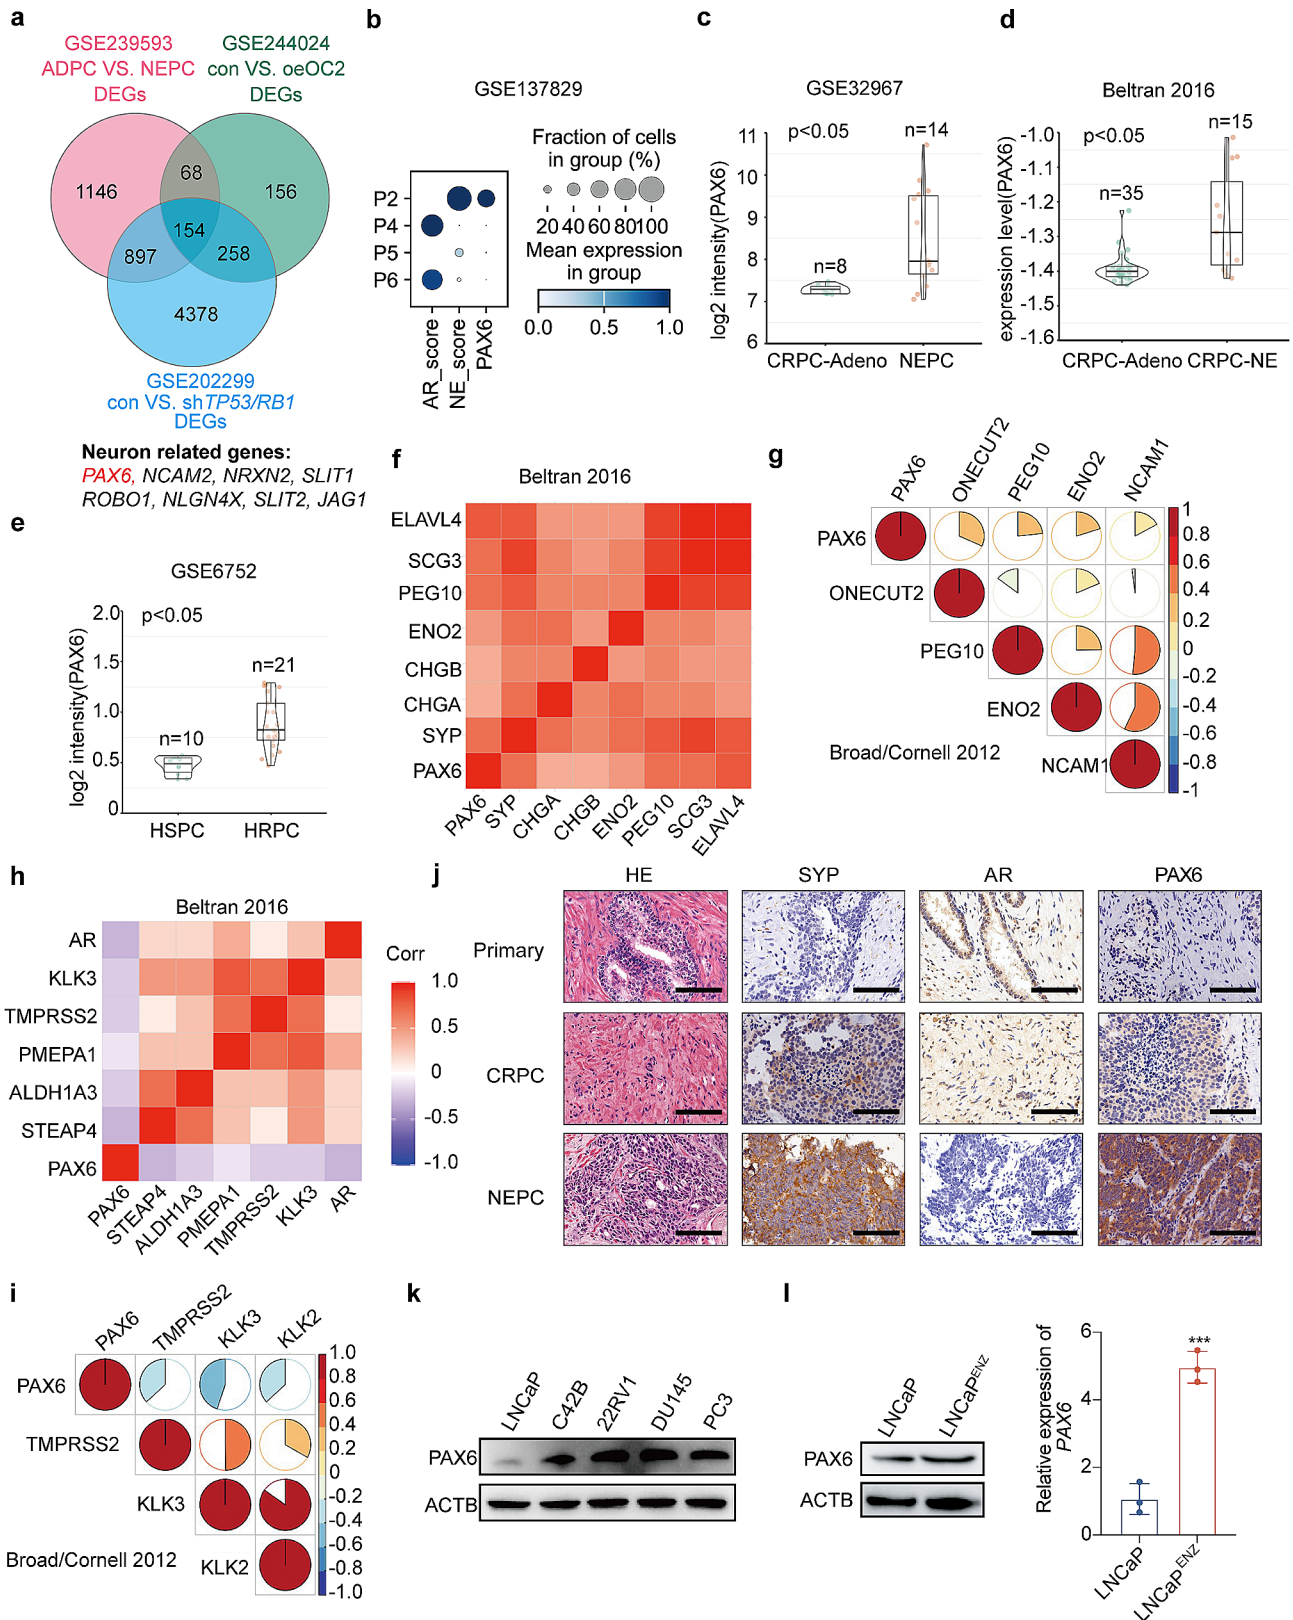 a
GSE239593
ADPC VS. NEPC
DEGs
GSE244024
con VS. oeOC2
DEGs
1146
68
156
154
897
258
4378
GSE202299
con VS. shTP53/RB1
DEGs
Neuron related genes:
PAX6, NCAM2, NRXN2, SLIT1
ROBO1, NLGN4X, SLIT2, JAG1
b
GSE137829
P2
P4
P5
P6
AR_score
NE_score
PAX6
Fraction of cells
in group (%)
20 40 60 80100
Mean expression
in group
0.0 0.5 1.0
c
GSE32967
p<0.05
n=14
n=8
log2 intensity(PAX6)
11
10
9
8
7
6
CRPC-Adeno NEPC
d
Beltran 2016
p<0.05
n=15
n=35
expression level(PAX6)
-1.0
-1.1
-1.2
-1.3
-1.4
-1.5
-1.6
CRPC-Adeno CRPC-NE
e
GSE6752
p<0.05
n=21
n=10
log2 intensity(PAX6)
2.0
1.5
1.0
0.5
0
HSPC HRPC
f
Beltran 2016
ELAVL4
SCG3
PEG10
ENO2
CHGB
CHGA
SYP
PAX6
PAX6 SYP CHGA CHGB ENO2 PEG10 SCG3 ELAVL4
g
PAX6 ONECUT2 PEG10 ENO2 NCAM1
PAX6
ONECUT2
PEG10
ENO2
NCAM1
Broad/Cornell 2012
1
0.8
0.6
0.4
0.2
0
-0.2
-0.4
-0.6
-0.8
-1
h
Beltran 2016
AR
KLK3
TMPRSS2
PMEPA1
ALDH1A3
STEAP4
PAX6
PAX6 STEAP4 ALDH1A3 PMEPA1 TMPRSS2 KLK3 AR
Corr
1.0
0.5
0
-0.5
-1.0
j
HE SYP AR PAX6
Primary
CRPC
NEPC
i
PAX6 TMPRSS2 KLK3 KLK2
PAX6
TMPRSS2
KLK3
KLK2
Broad/Cornell 2012
1.0
0.8
0.6
0.4
0.2
0
-0.2
-0.4
-0.6
-0.8
-1.0
k
LNCaP C42B 22RV1 DU145 PC3
PAX6
ACTB
l
LNCaP LNCaPENZ
PAX6
ACTB
Relative expression of
PAX6
6
4
2
0
***
LNCaP LNCaPENZ